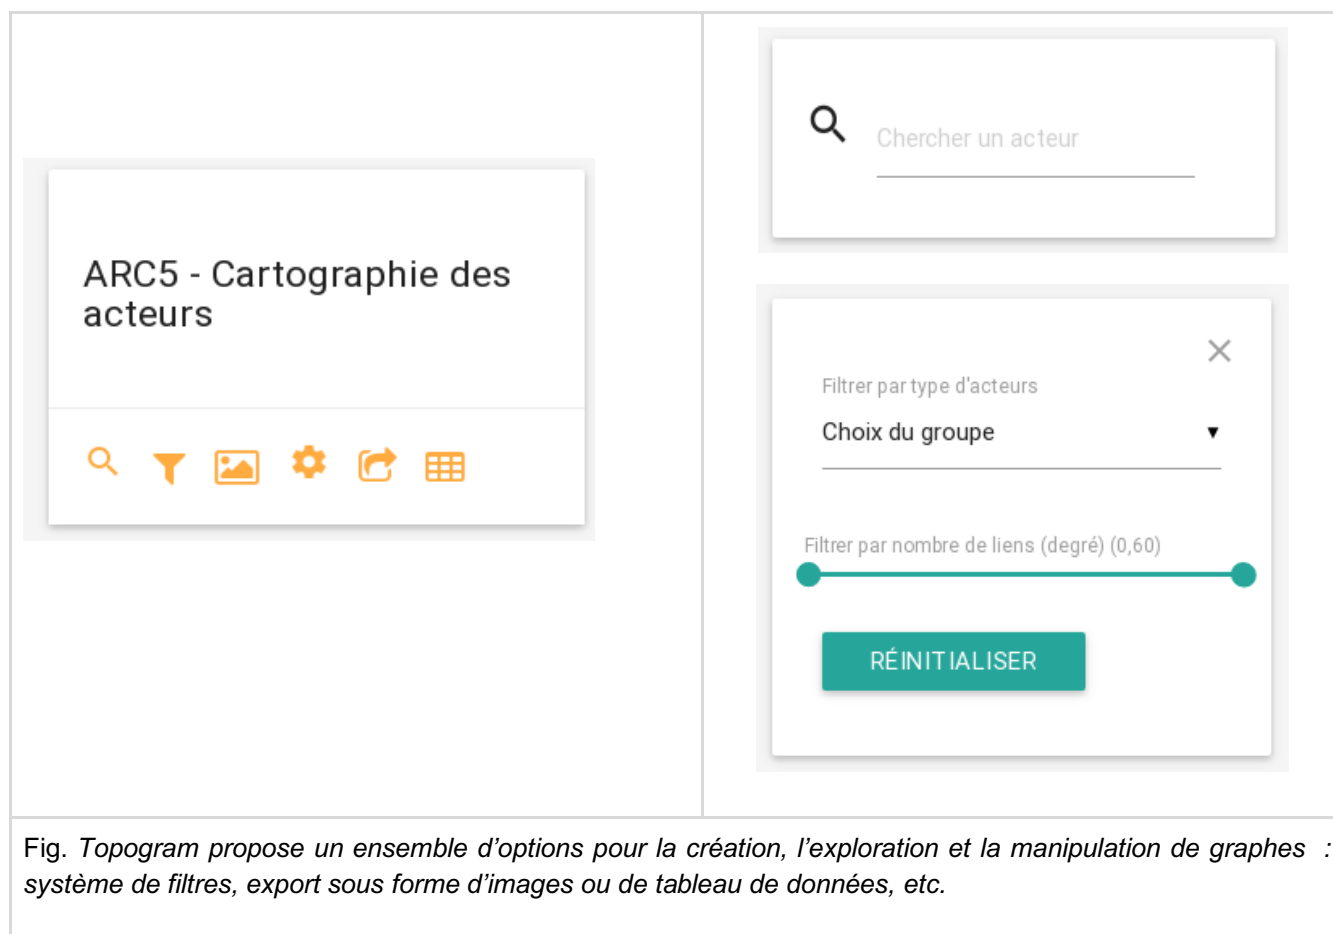 ARC5 - Cartographie des
acteurs
Chercher un acteur
Filtrer par type d'acteurs
Choix du groupe
Filtrer par nombre de liens (degré) (0,60)
RÉINITIALISER
Fig. Topogram propose un ensemble d’options pour la création, l’exploration et la manipulation de graphes :
système de filtres, export sous forme d’images ou de tableau de données, etc.